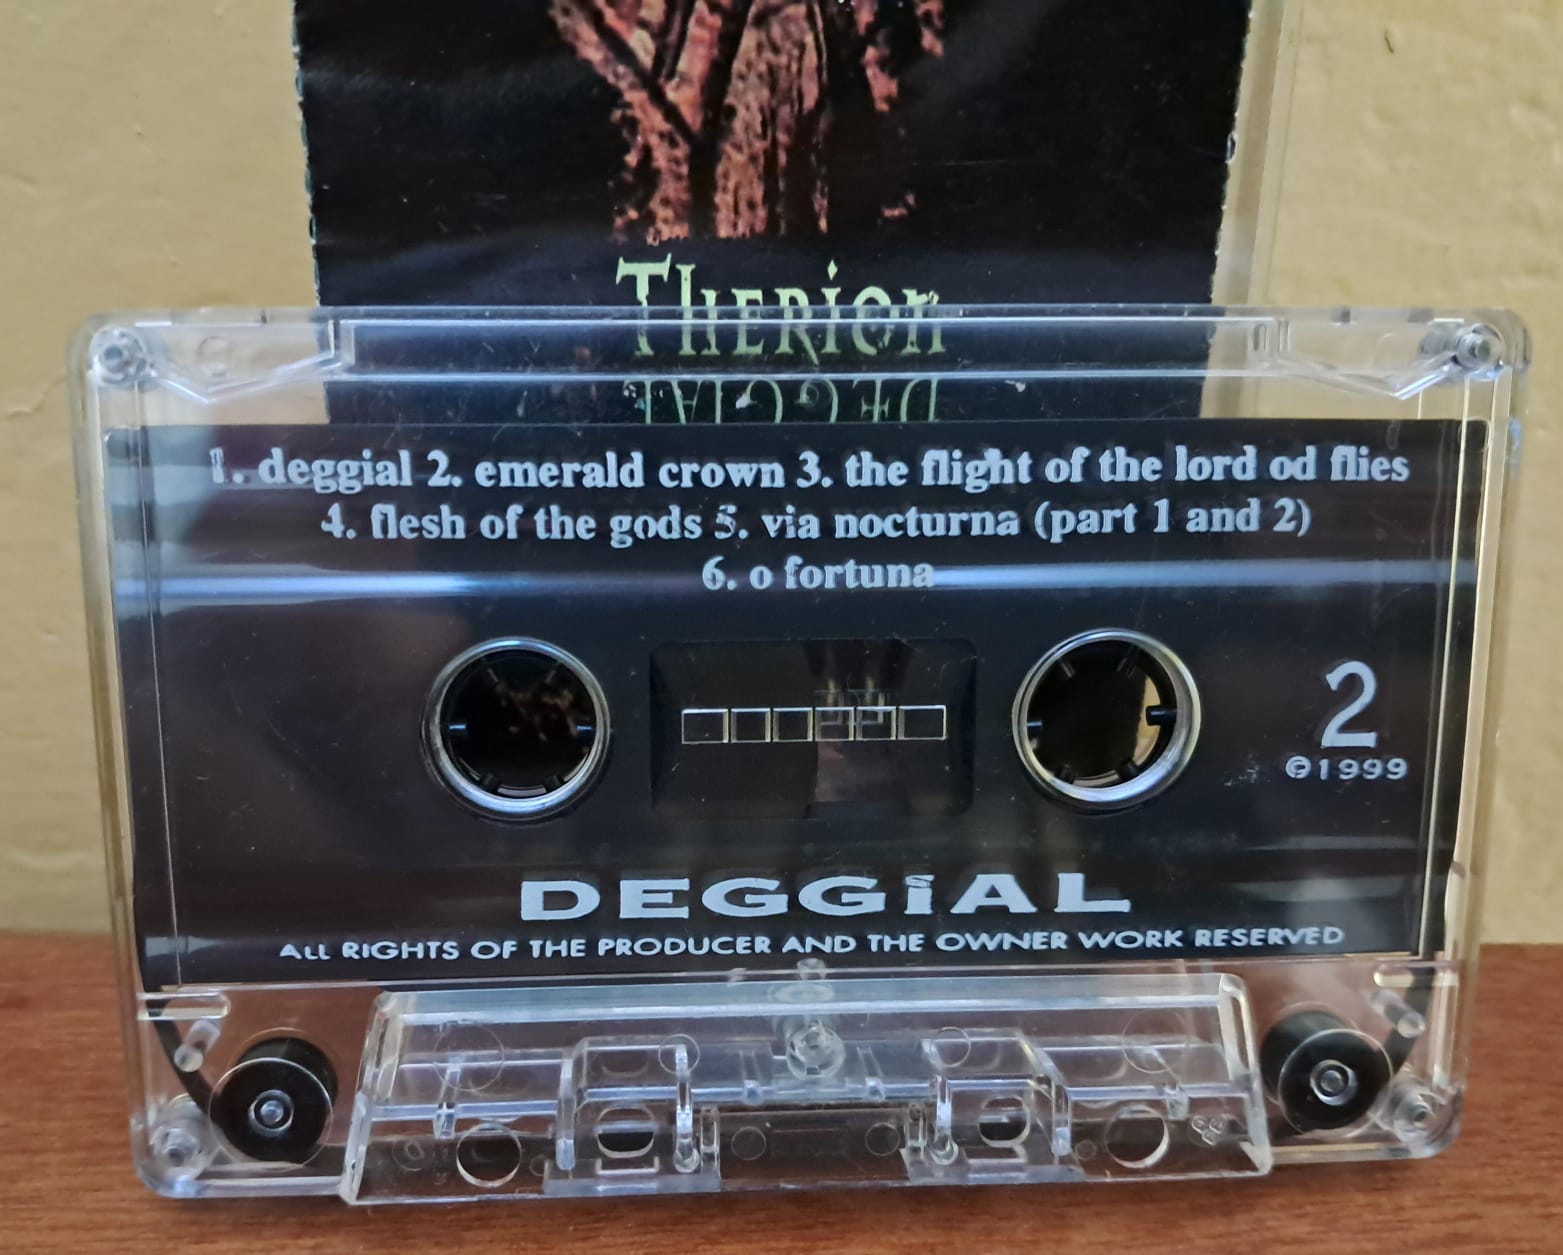 THERiON
DEGGIAL
1. deggial 2. emerald crown 3. the flight of the lord od flies
4. flesh of the gods 5. via nocturna (part 1 and 2)
6. o fortuna
2
©1999
DEGGiAL
ALL RIGHTS OF THE PRODUCER AND THE OWNER WORK RESERVED